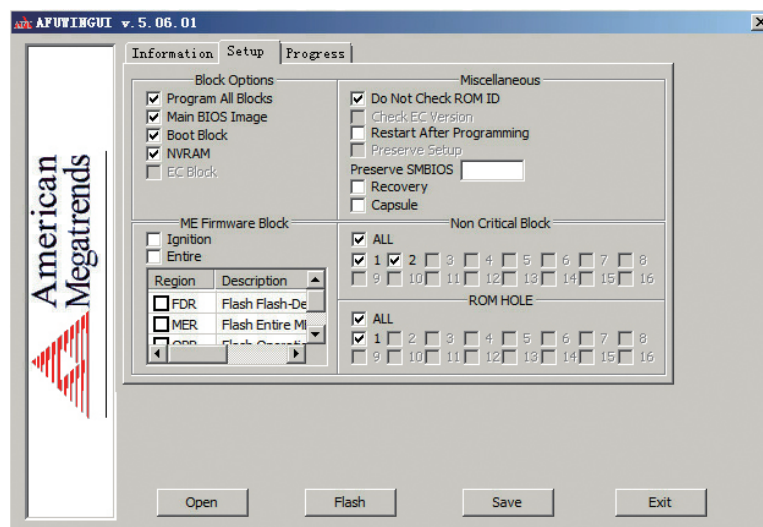 AFUWINGUI v.5.06.01
American
Megatrends
Information Setup Progress
Block Options
Program All Blocks
Main BIOS Image
Boot Block
NVRAM
EC Block
Miscellaneous
Do Not Check ROM ID
Check EC Version
Restart After Programming
Preserve Setup
Preserve SMBIOS
Recovery
Capsule
ME Firmware Block
Ignition
Entire
Region Description
FDR Flash Flash-De
MER Flash Entire
Non Critical Block
ALL
1 2 3 4 5 6 7 8
9 10 11 12 13 14 15 16
ROM HOLE
ALL
1 2 3 4 5 6 7 8
9 10 11 12 13 14 15 16
Open Flash Save Exit